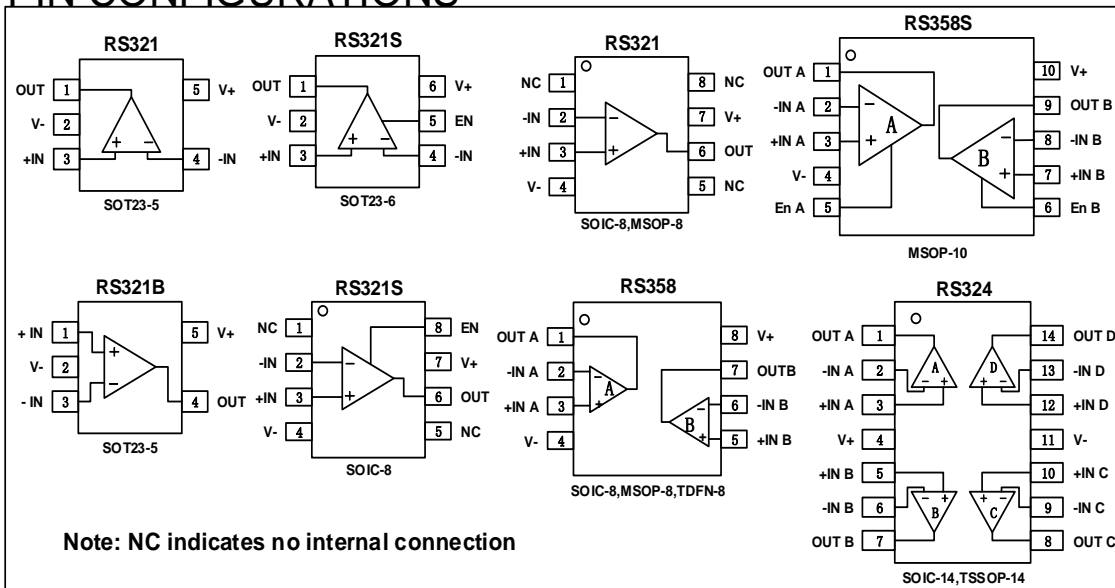 PIN CONFIGURATIONS
RS321
OUT 1 5 V+
V- 2
+IN 3 + - 4 -IN
SOT23-5
RS321S
OUT 1 6 V+
V- 2 5 EN
+IN 3 + - 4 -IN
SOT23-6
RS321
NC 1 8 NC
-IN 2 - 7 V+
+IN 3 + 6 OUT
V- 4 5 NC
SOIC-8,MSOP-8
RS358S
OUT A 1 10 V+
-IN A 2 - A 9 OUT B
+IN A 3 + B - 8 -IN B
V- 4 + 7 +IN B
En A 5 6 En B
MSOP-10
RS321B
+ IN 1 + 5 V+
V- 2
- IN 3 - 4 OUT
SOT23-5
RS321S
NC 1 8 EN
-IN 2 - 7 V+
+IN 3 + 6 OUT
V- 4 5 NC
SOIC-8
RS358
OUT A 1 8 V+
-IN A 2 - A 7 OUTB
+IN A 3 + B - 6 -IN B
V- 4 + 5 +IN B
SOIC-8,MSOP-8,TDFN-8
RS324
OUT A 1 14 OUT D
-IN A 2 A - + D + - 13 -IN D
+IN A 3 12 +IN D
V+ 4 11 V-
+IN B 5 10 +IN C
-IN B 6 - + B + - C 9 -IN C
OUT B 7 8 OUT C
SOIC-14,TSSOP-14
Note: NC indicates no internal connection